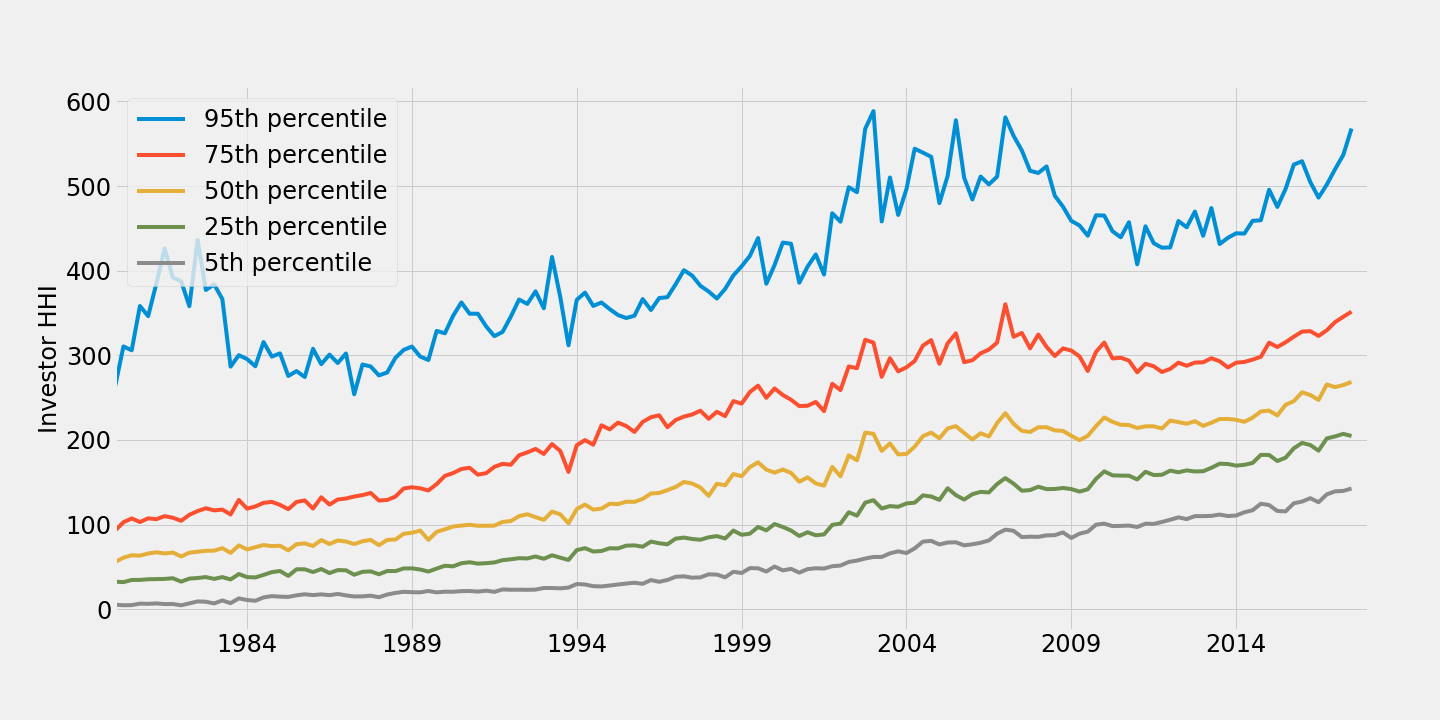 600
500
400
300
200
100
0
Investor HHI
95th percentile
75th percentile
50th percentile
25th percentile
5th percentile
1984 1989 1994 1999 2004 2009 2014